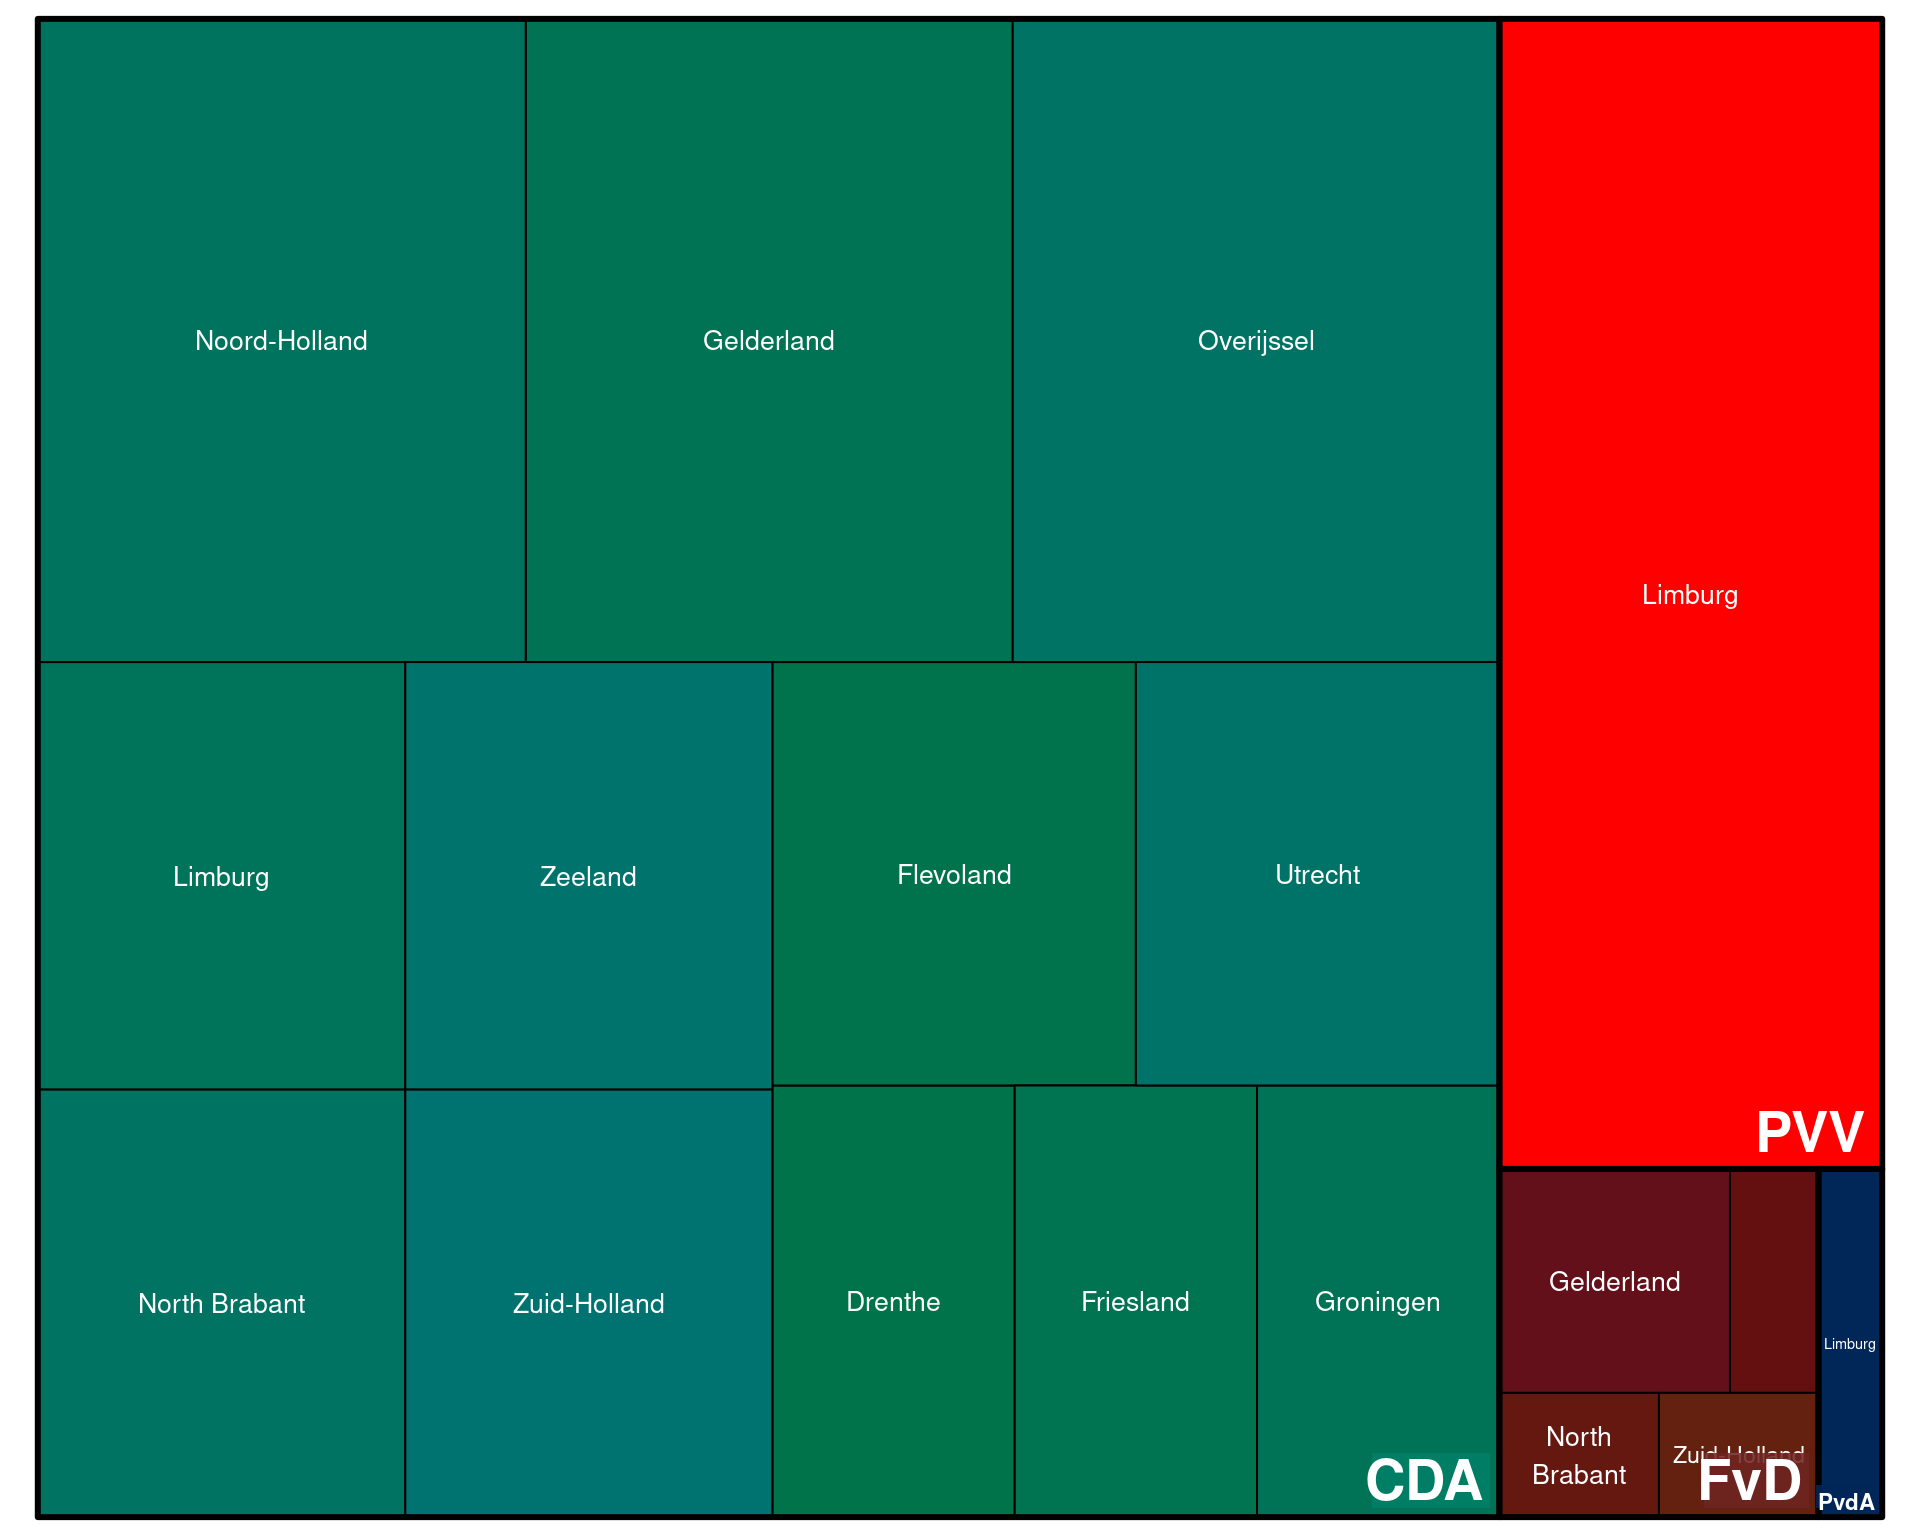 Noord-Holland
Gelderland
Overijssel
Limburg
Limburg
Zeeland
Flevoland
Utrecht
PVV
North Brabant
Zuid-Holland
Drenthe
Friesland
Groningen
CDA
Gelderland
Limburg
North
Brabant
Zuid-Holland
FvD
PvdA